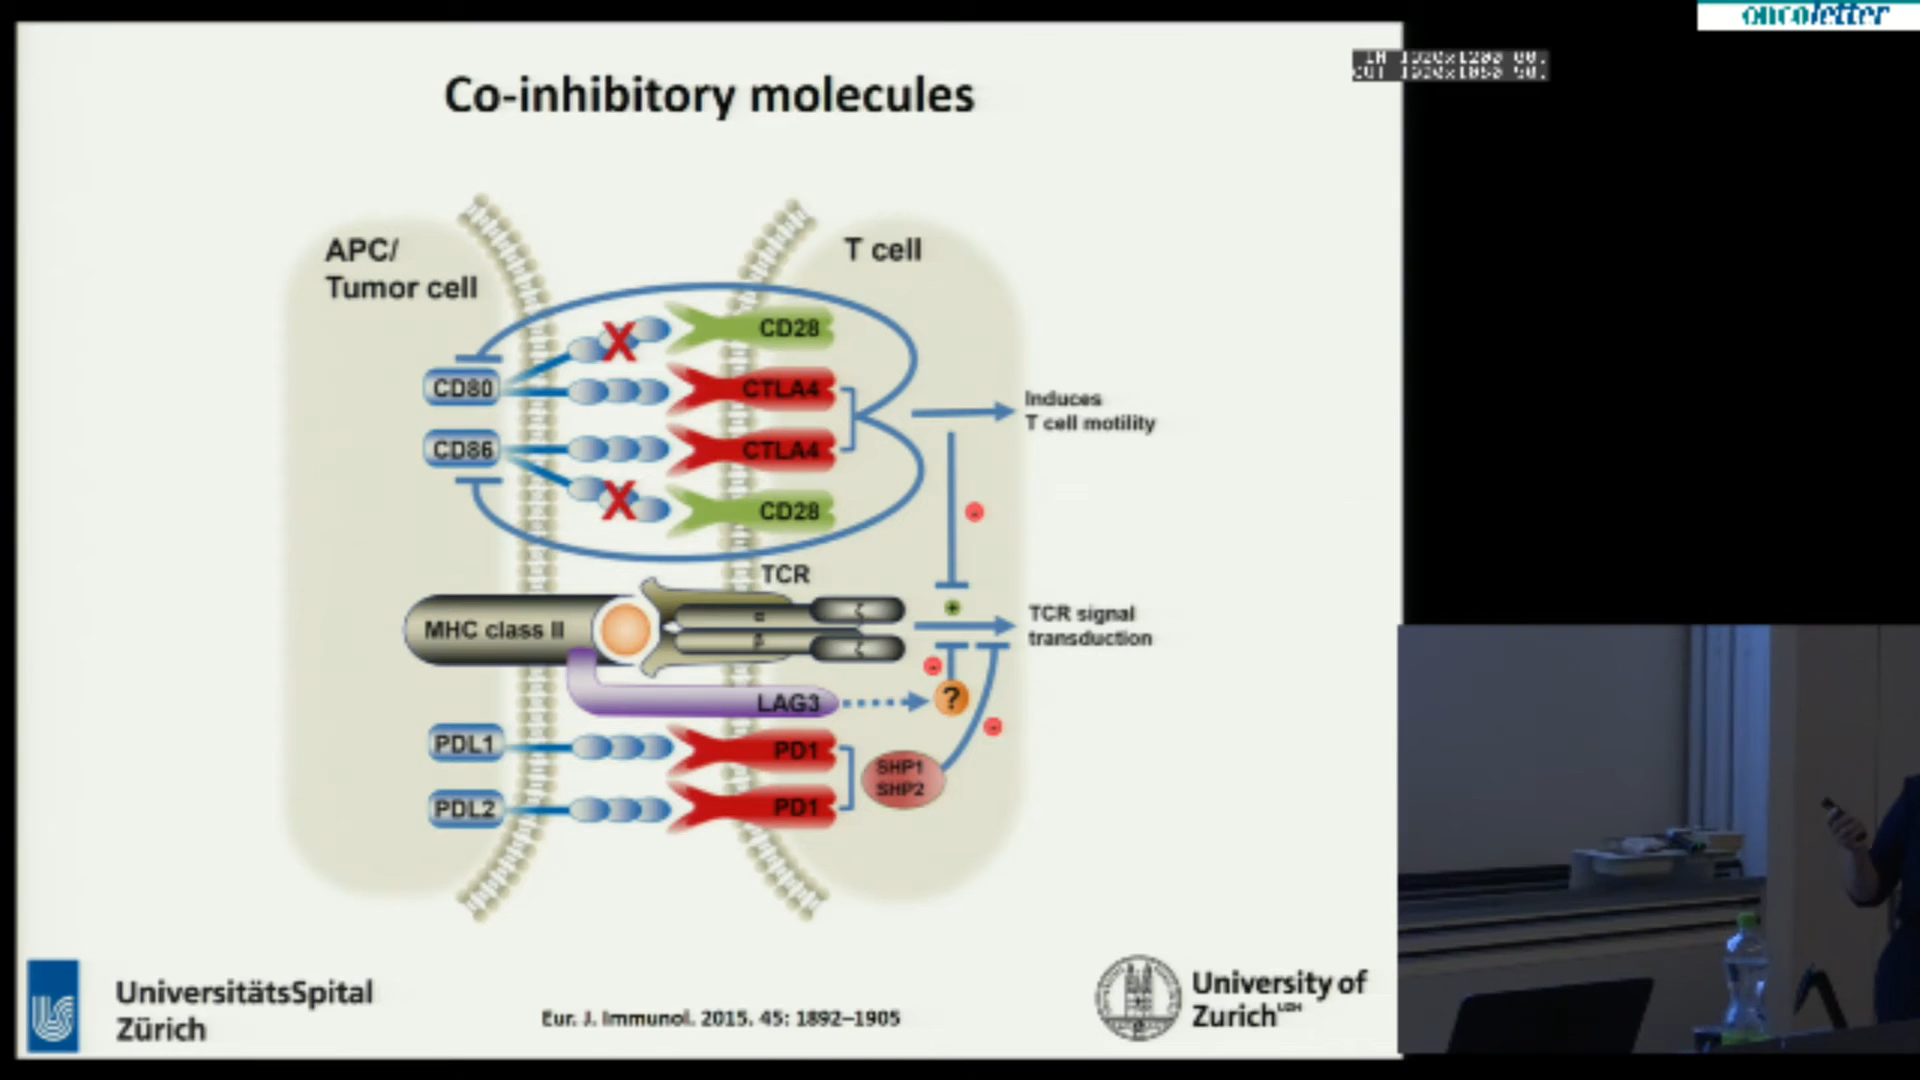 oncoletter
Co-inhibitory molecules
APC/
Tumor cell
T cell
CD28
CD80
CTLA4
CD86
CTLA4
CD28
X
X
Induces
T cell motility
-
TCR
MHC class II
α
β
ζ
ζ
+
TCR signal
transduction
-
LAG3
?
-
PDL1
PD1
SHP1
SHP2
PDL2
PD1
UniversitätsSpital
Zürich
Eur. J. Immunol. 2015. 45: 1892–1905
University of
Zurich